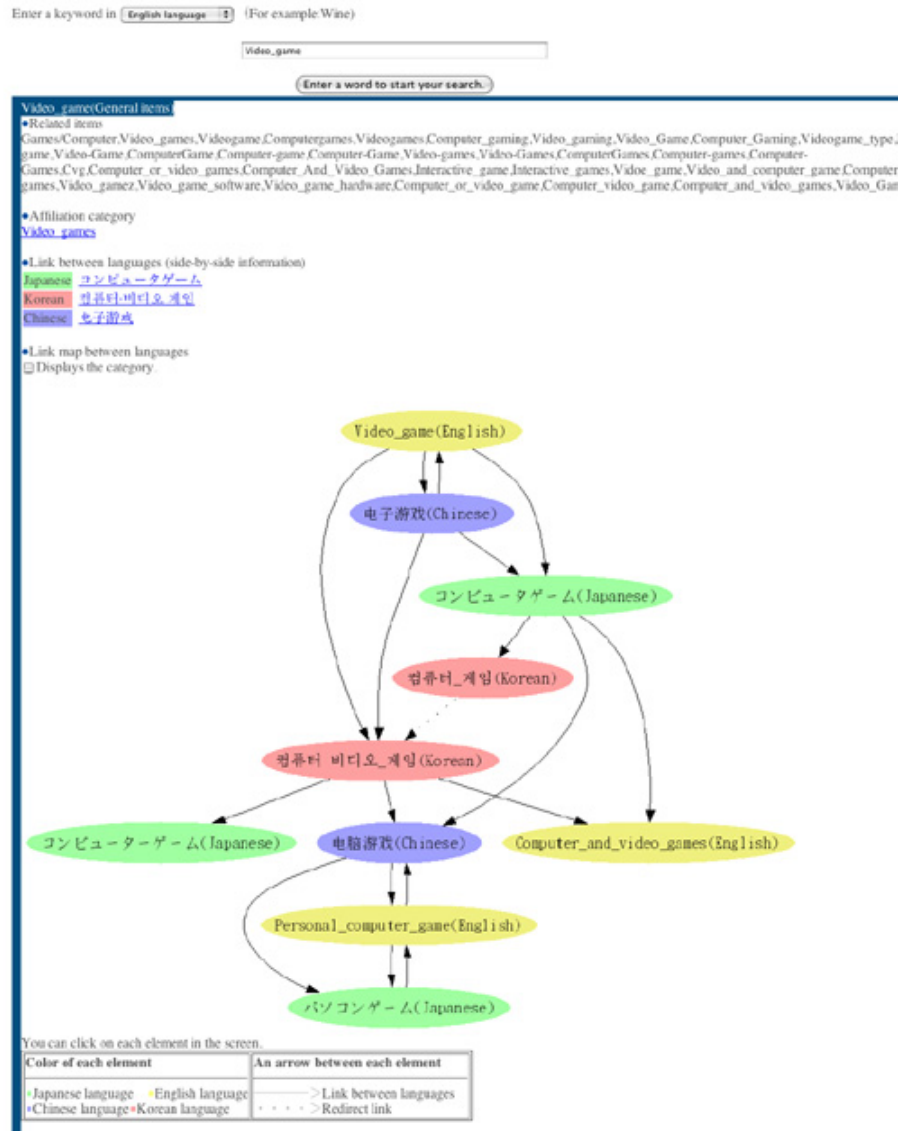 Enter a keyword in English language (For example:Wine)
Video_game
Enter a word to start your search.
Video_game(General items)
●Related items
Games/Computer,Video_games,Videogame,Computergames,Videogames,Computer_gaming,Video_gaming,Video_Game,Computer_Gaming,Videogame_type,
game,Video-Game,ComputerGame,Computer-game,Computer-Game,Video-games,Video-Games,ComputerGames,Computer-games,Computer-
Games,Cvg,Computer_or_video_games,Computer_And_Video_Games,Interactive_game,Interactive_games,Vidoe_game,Video_and_computer_game,Computer
games,Video_gamez,Video_game_software,Video_game_hardware,Computer_or_video_game,Computer_video_game,Computer_and_video_games,Video_Gam
●Affiliation category
Video_games
●Link between languages (side-by-side information)
Japanese コンピュータゲーム
Korean 컴퓨터·비디오 게임
Chinese 电子游戏
●Link map between languages
Displays the category.
Video_game(English)
电子游戏(Chinese)
コンピュータゲーム(Japanese)
컴퓨터_게임(Korean)
컴퓨터 비디오_게임(Korean)
コンピューターゲーム(Japanese)
电脑游戏(Chinese)
Computer_and_video_games(English)
Personal_computer_game(English)
パソコンゲーム(Japanese)
You can click on each element in the screen.
Color of each element An arrow between each element
Japanese language English language Link between languages
Chinese language Korean language Redirect link